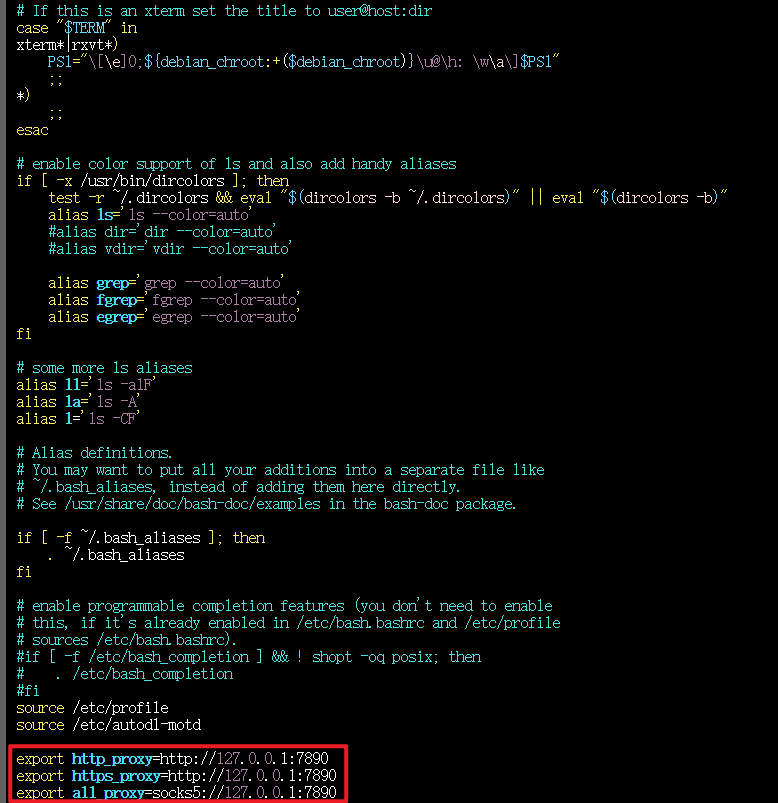 # If this is an xterm set the title to user@host:dir
case "$TERM" in
xterm*|rxvt*)
    PS1="\[\e]0;${debian_chroot:+($debian_chroot)}\u@\h: \w\a\]$PS1"
    ;;
*)
    ;;
esac

# enable color support of ls and also add handy aliases
if [ -x /usr/bin/dircolors ]; then
    test -r ~/.dircolors && eval "$(dircolors -b ~/.dircolors)" || eval "$(dircolors -b)"
    alias ls='ls --color=auto'
    #alias dir='dir --color=auto'
    #alias vdir='vdir --color=auto'

    alias grep='grep --color=auto'
    alias fgrep='fgrep --color=auto'
    alias egrep='egrep --color=auto'
fi

# some more ls aliases
alias ll='ls -alF'
alias la='ls -A'
alias l='ls -CF'

# Alias definitions.
# You may want to put all your additions into a separate file like
# ~/.bash_aliases, instead of adding them here directly.
# See /usr/share/doc/bash-doc/examples in the bash-doc package.

if [ -f ~/.bash_aliases ]; then
    . ~/.bash_aliases
fi

# enable programmable completion features (you don't need to enable
# this, if it's already enabled in /etc/bash.bashrc and /etc/profile
# sources /etc/bash.bashrc).
#if [ -f /etc/bash_completion ] && ! shopt -oq posix; then
#    . /etc/bash_completion
#fi
source /etc/profile
source /etc/autodl-motd

export http_proxy=http://127.0.0.1:7890
export https_proxy=http://127.0.0.1:7890
export all_proxy=socks5://127.0.0.1:7890